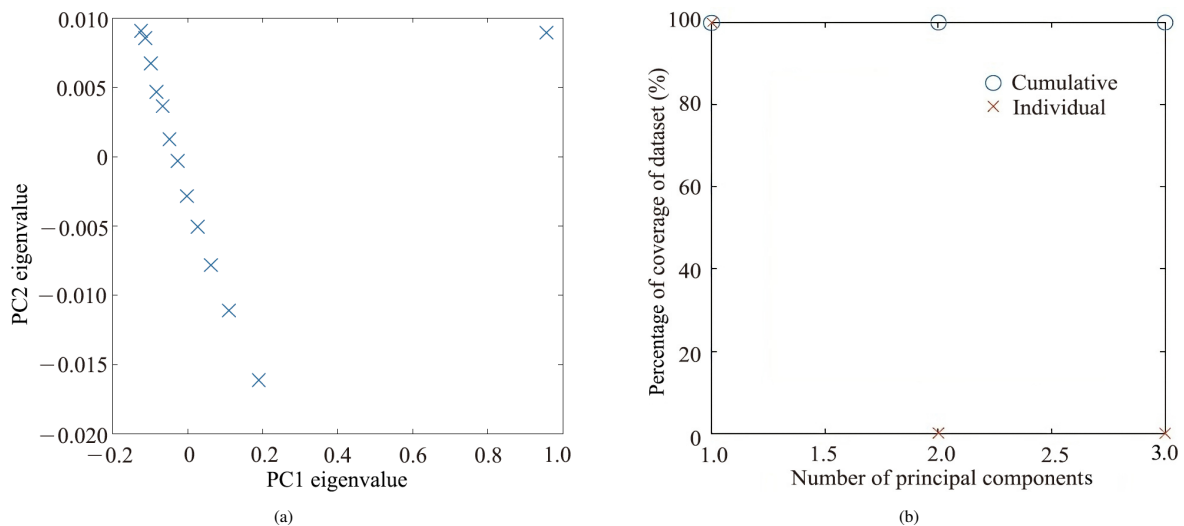 0.010
0.005
0
−0.005
−0.010
−0.015
−0.020
−0.2 0 0.2 0.4 0.6 0.8 1.0
PC1 eigenvalue
PC2 eigenvalue
(a)
100
80
60
40
20
0
1.0 1.5 2.0 2.5 3.0
Number of principal components
Percentage of coverage of dataset (%)
Cumulative
Individual
(b)